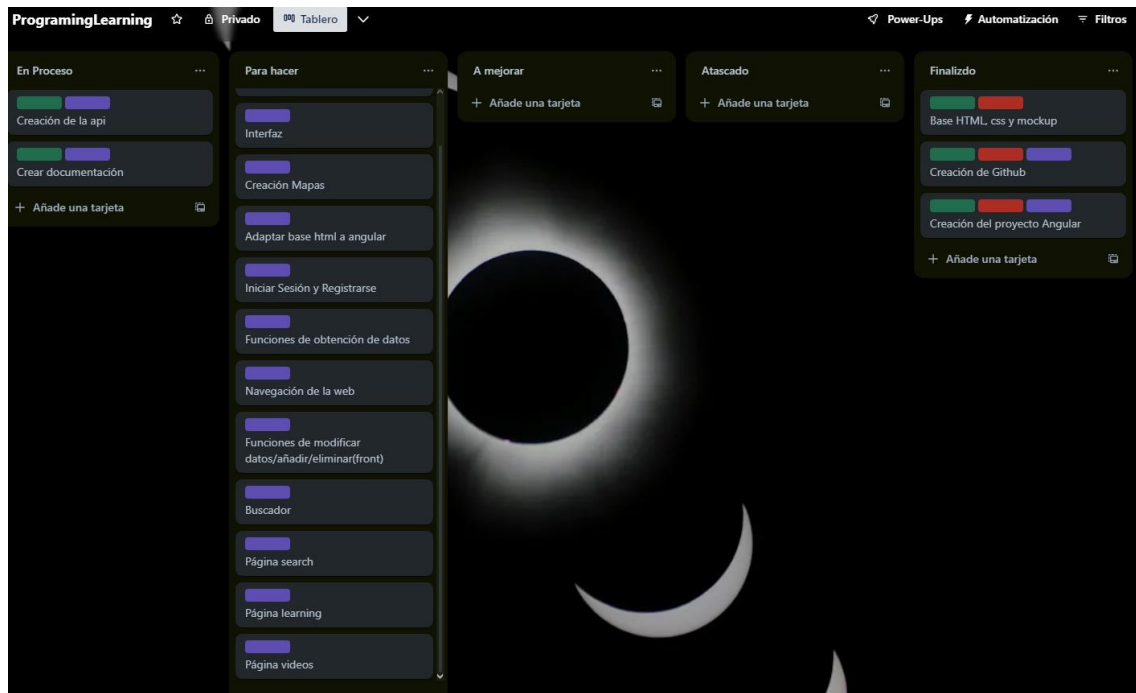 ProgramingLearning
Privado
Tablero
Power-Ups
Automatización
Filtros
En Proceso
Creación de la api
Crear documentación
+ Añade una tarjeta
Para hacer
Interfaz
Creación Mapas
Adaptar base html a angular
Iniciar Sesión y Registrarse
Funciones de obtención de datos
Navegación de la web
Funciones de modificar
datos/añadir/eliminar(front)
Buscador
Página search
Página learning
Página videos
A mejorar
+ Añade una tarjeta
Atascado
+ Añade una tarjeta
Finalizdo
Base HTML, css y mockup
Creación de Github
Creación del proyecto Angular
+ Añade una tarjeta